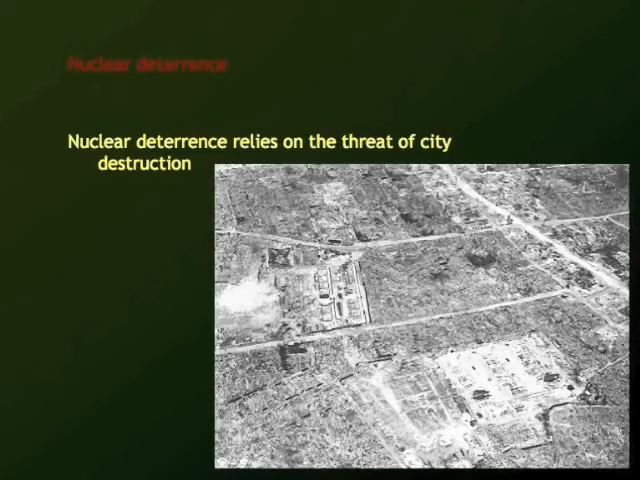 Nuclear deterrence
Nuclear deterrence relies on the threat of city
destruction